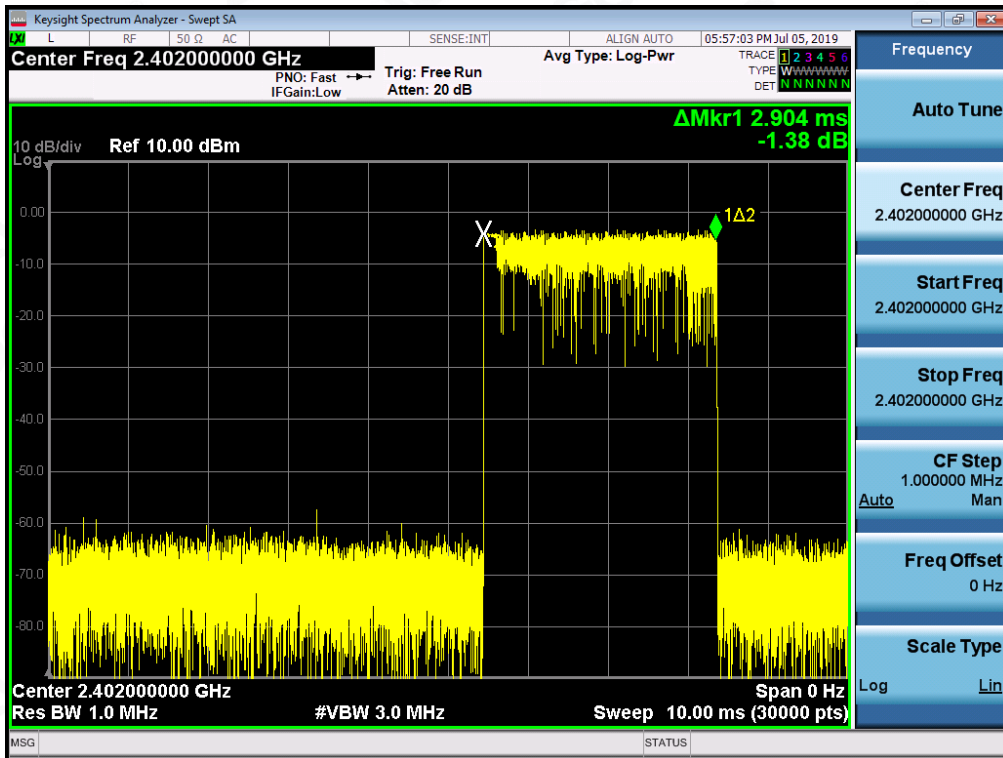 Keysight Spectrum Analyzer - Swept SA
LXI L RF 50 Ω AC SENSE:INT ALIGN AUTO 05:57:03 PM Jul 05, 2019
Center Freq 2.402000000 GHz
PNO: Fast
IFGain:Low
Trig: Free Run
Atten: 20 dB
Avg Type: Log-Pwr
TRACE 1 2 3 4 5 6
TYPE W
DET N N N N N N
ΔMkr1 2.904 ms
-1.38 dB
10 dB/div Ref 10.00 dBm
Log
1Δ2
0.00
-10.0
-20.0
-30.0
-40.0
-50.0
-60.0
-70.0
-80.0
Center 2.402000000 GHz Span 0 Hz
Res BW 1.0 MHz #VBW 3.0 MHz Sweep 10.00 ms (30000 pts)
MSG STATUS
Frequency
Auto Tune
Center Freq
2.402000000 GHz
Start Freq
2.402000000 GHz
Stop Freq
2.402000000 GHz
CF Step
1.000000 MHz
Auto Man
Freq Offset
0 Hz
Scale Type
Log Lin